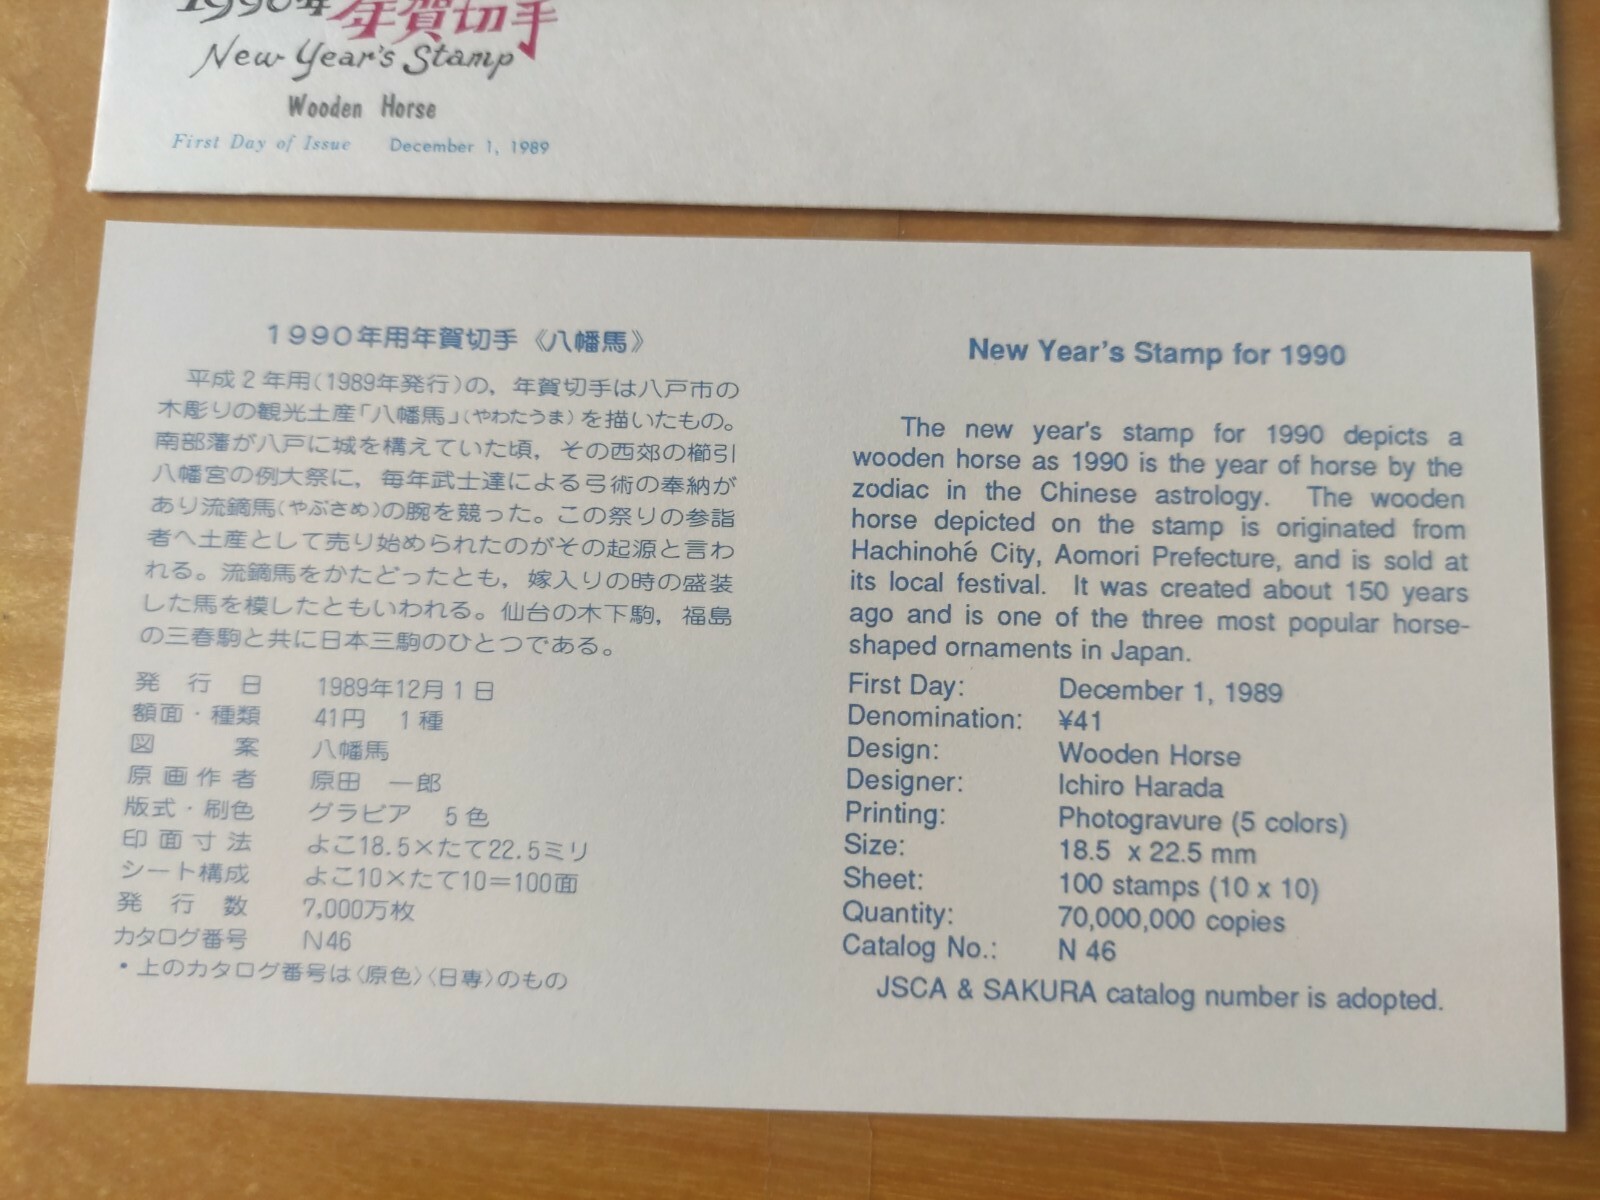 1990年 年賀切手
New Year's Stamp
Wooden Horse
First Day of Issue December 1, 1989
1990年用年賀切手《八幡馬》
平成2年用(1989年発行)の，年賀切手は八戸市の
木彫りの観光土産「八幡馬」(やわたうま)を描いたもの。
南部藩が八戸に城を構えていた頃，その西郊の櫛引
八幡宮の例大祭に，毎年武士達による弓術の奉納が
あり流鏑馬(やぶさめ)の腕を競った。この祭りの参詣
者へ土産として売り始められたのがその起源と言わ
れる。流鏑馬をかたどったとも，嫁入りの時の盛装
した馬を模したともいわれる。仙台の木下駒，福島
の三春駒と共に日本三駒のひとつである。
発行日 1989年12月1日
額面・種類 41円 1種
図案 八幡馬
原画作者 原田 一郎
版式・刷色 グラビア 5色
印面寸法 よこ18.5×たて22.5ミリ
シート構成 よこ10×たて10＝100面
発行数 7,000万枚
カタログ番号 N46
・上のカタログ番号は〈原色〉〈日専〉のもの
New Year's Stamp for 1990
The new year's stamp for 1990 depicts a
wooden horse as 1990 is the year of horse by the
zodiac in the Chinese astrology. The wooden
horse depicted on the stamp is originated from
Hachinohé City, Aomori Prefecture, and is sold at
its local festival. It was created about 150 years
ago and is one of the three most popular horse-
shaped ornaments in Japan.
First Day: December 1, 1989
Denomination: ¥41
Design: Wooden Horse
Designer: Ichiro Harada
Printing: Photogravure (5 colors)
Size: 18.5 x 22.5 mm
Sheet: 100 stamps (10 x 10)
Quantity: 70,000,000 copies
Catalog No.: N 46
JSCA & SAKURA catalog number is adopted.